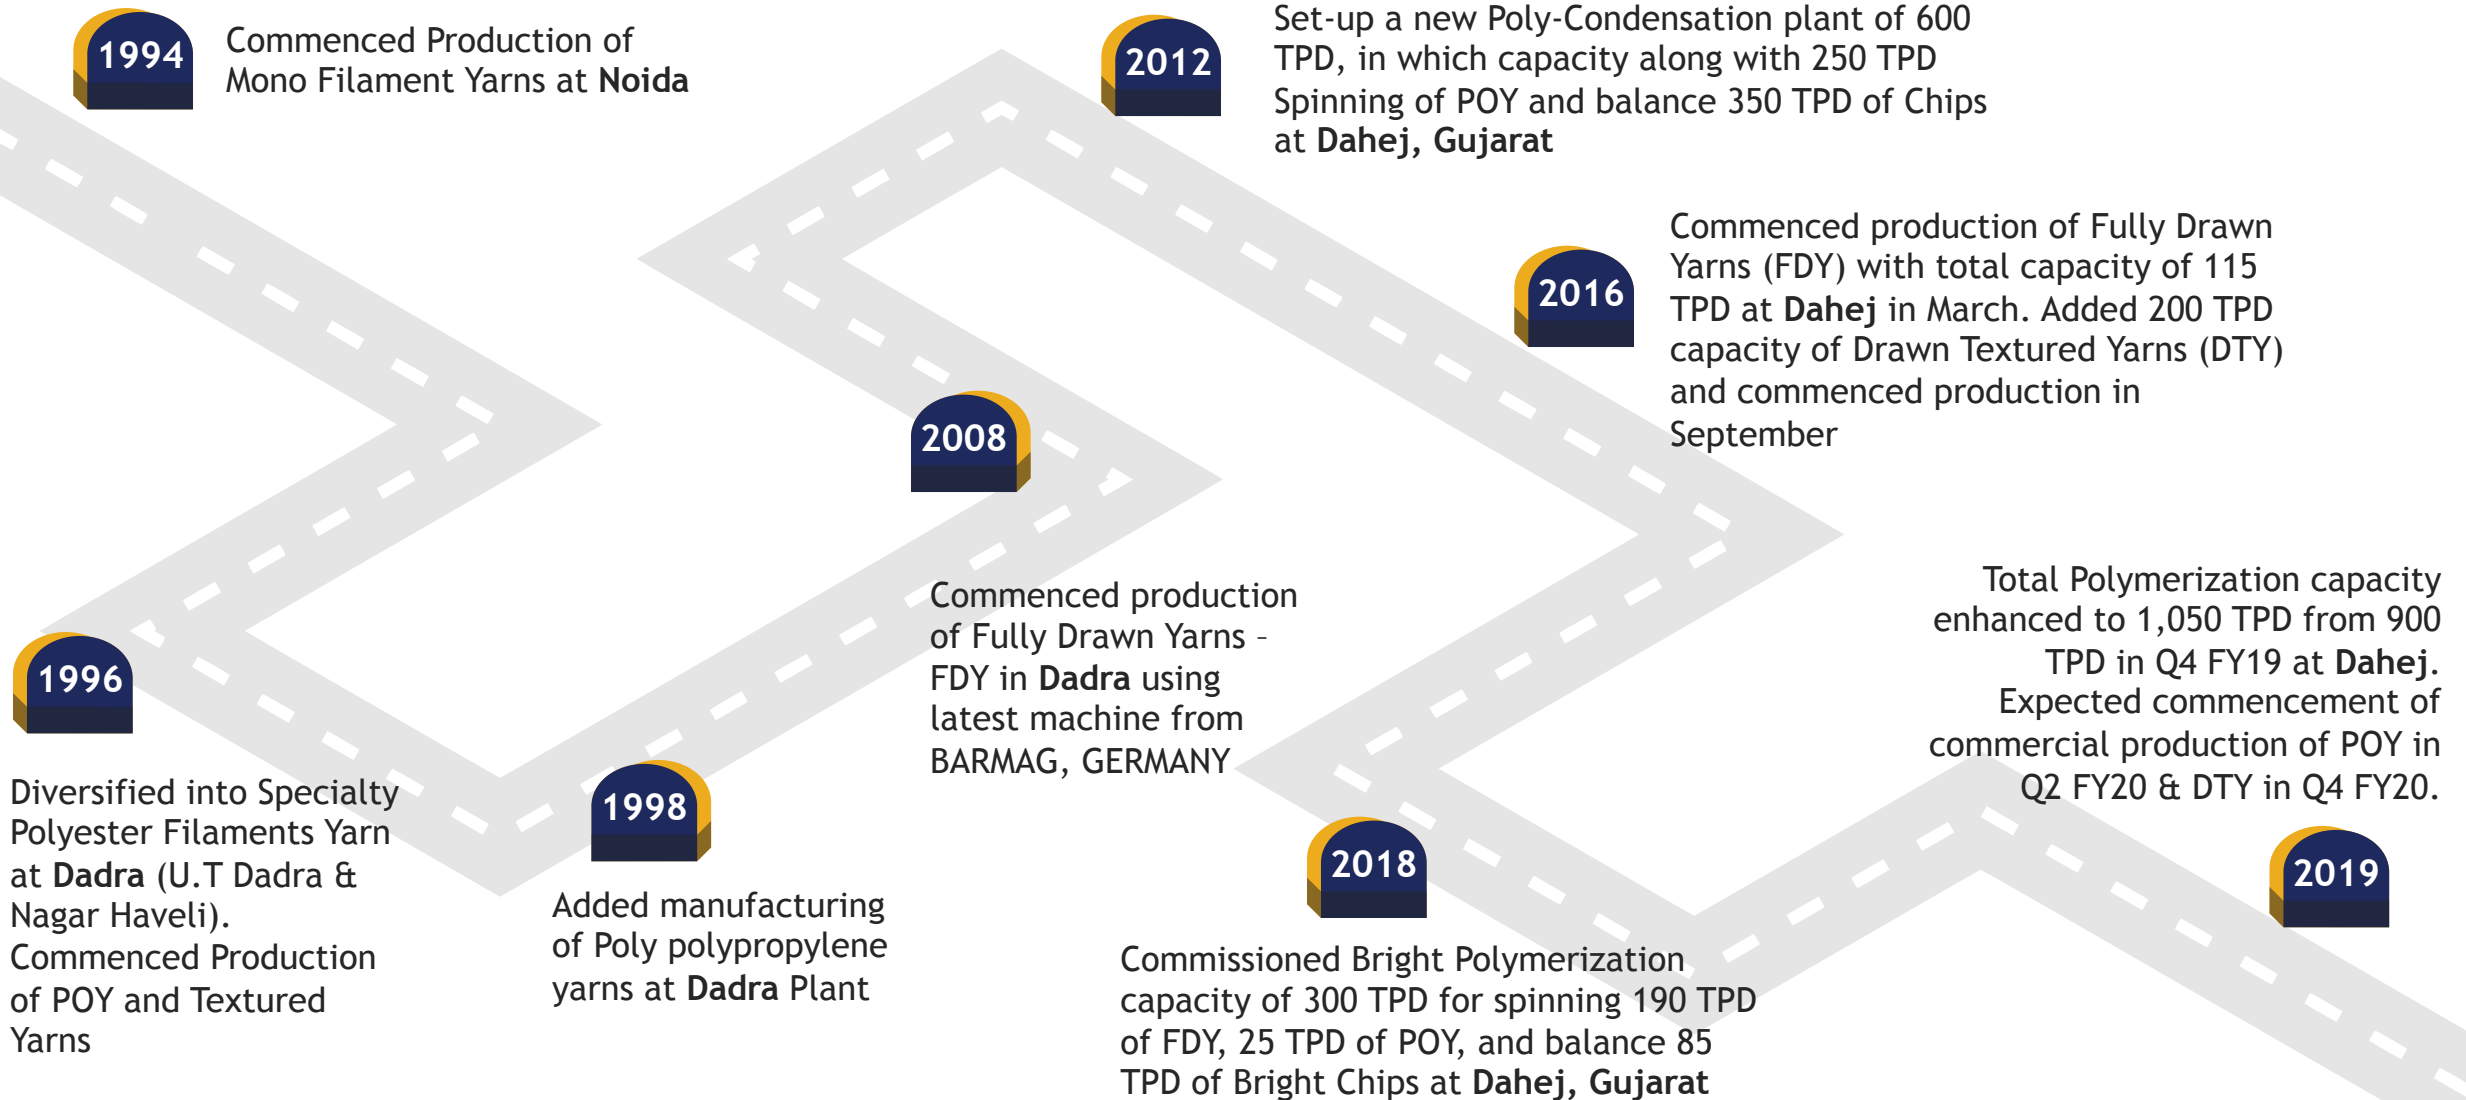 1994
Commenced Production of
Mono Filament Yarns at Noida
1996
Diversified into Specialty
Polyester Filaments Yarn
at Dadra (U.T Dadra &
Nagar Haveli).
Commenced Production
of POY and Textured
Yarns
1998
Added manufacturing
of Poly polypropylene
yarns at Dadra Plant
2008
Commenced production
of Fully Drawn Yarns –
FDY in Dadra using
latest machine from
BARMAG, GERMANY
2012
Set-up a new Poly-Condensation plant of 600
TPD, in which capacity along with 250 TPD
Spinning of POY and balance 350 TPD of Chips
at Dahej, Gujarat
2016
Commenced production of Fully Drawn
Yarns (FDY) with total capacity of 115
TPD at Dahej in March. Added 200 TPD
capacity of Drawn Textured Yarns (DTY)
and commenced production in
September
2018
Commissioned Bright Polymerization
capacity of 300 TPD for spinning 190 TPD
of FDY, 25 TPD of POY, and balance 85
TPD of Bright Chips at Dahej, Gujarat
Total Polymerization capacity
enhanced to 1,050 TPD from 900
TPD in Q4 FY19 at Dahej.
Expected commencement of
commercial production of POY in
Q2 FY20 & DTY in Q4 FY20.
2019